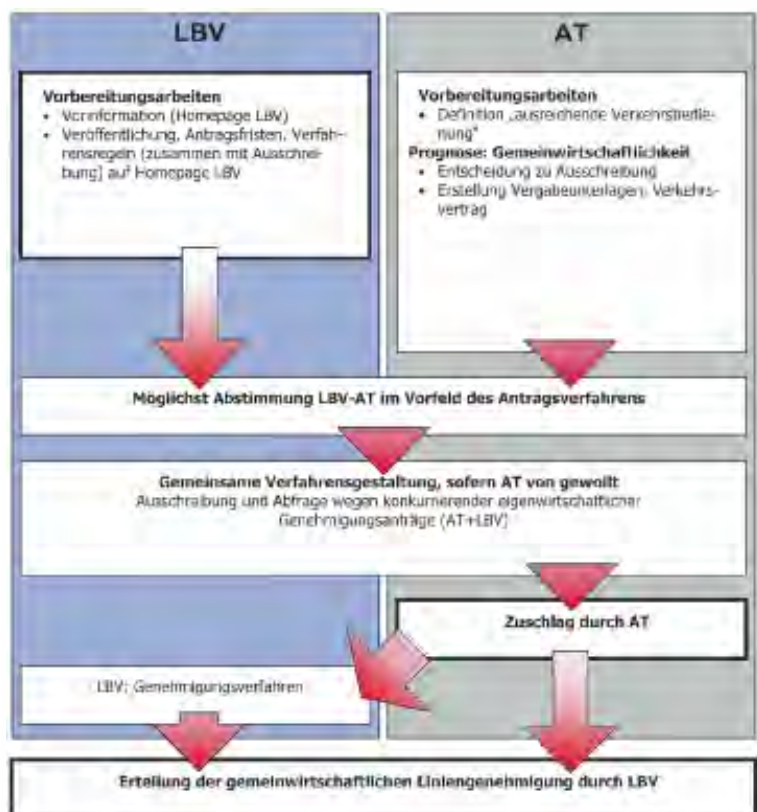 LBV
AT
Vorbereitungsarbeiten
• Vorinformation (Homepage LBV)
• Veröffentlichung, Antragsfristen, Verfah-
rensregeln (zusammen mit Ausschrei-
bung) auf Homepage LBV
Vorbereitungsarbeiten
• Definition „ausreichende Verkehrsbedie-
nung"
Prognose: Gemeinwirtschaftlichkeit
• Entscheidung zu Ausschreibung
• Erstellung Vergabeunterlagen, Verkehrs-
vertrag
Möglichst Abstimmung LBV-AT im Vorfeld des Antragsverfahrens
Gemeinsame Verfahrensgestaltung, sofern AT von gewollt
Ausschreibung und Abfrage wegen konkurrierender eigenwirtschaftlicher
Genehmigungsanträge (AT+LBV)
Zuschlag durch AT
LBV: Genehmigungsverfahren
Erteilung der gemeinwirtschaftlichen Liniengenehmigung durch LBV